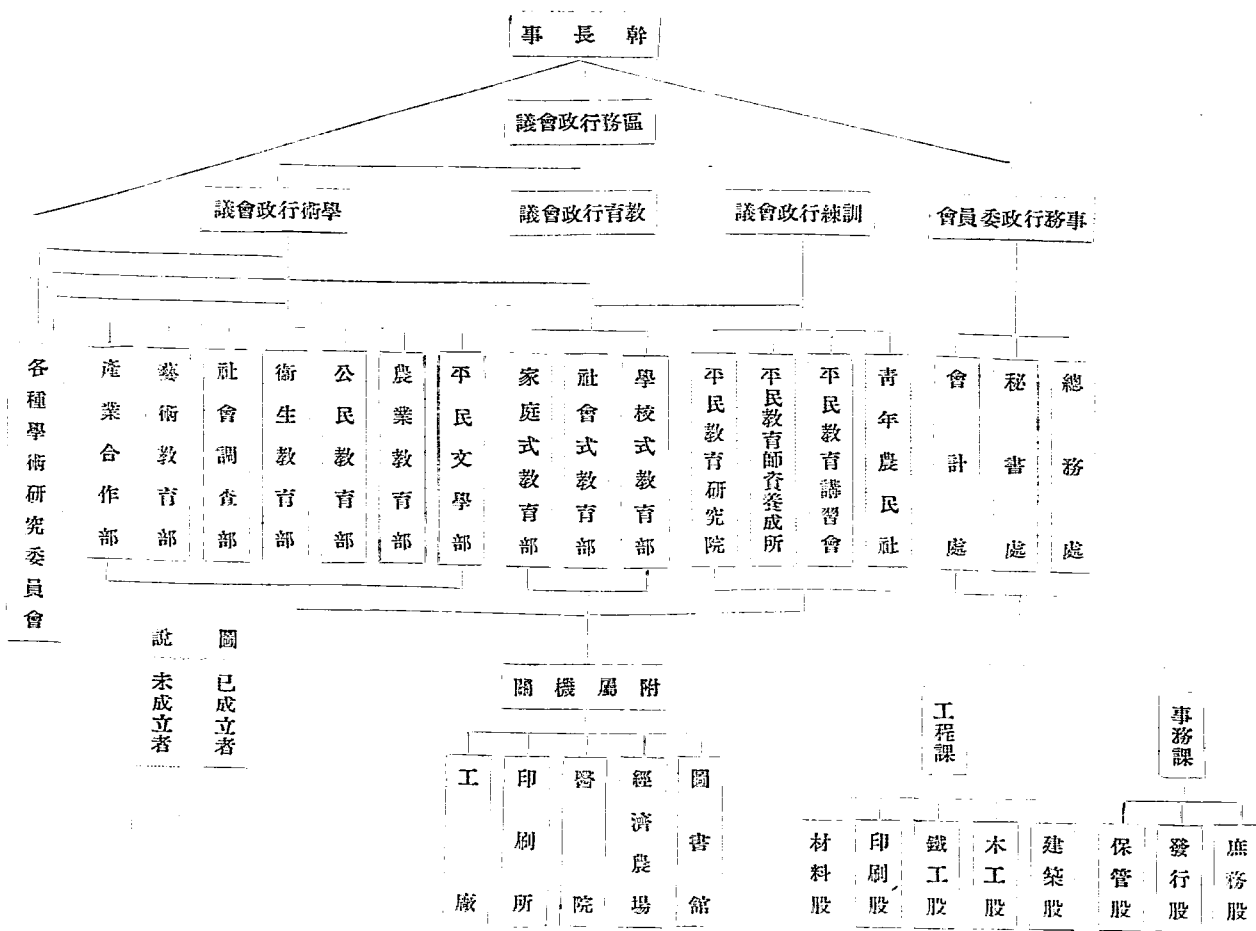 幹長事
區務行政會議
事務行政委員會
訓練行政會議
教育行政會議
學術行政會議
總務處
秘書處
會計處
青年農民社
平民教育講習會
平民教育師資養成所
平民教育研究院
學校式教育部
社會式教育部
家庭式教育部
平民文學部
農業教育部
公民教育部
衞生教育部
社會調查部
藝術教育部
產業合作部
各種學術研究委員會
圖說
已成立者
未成立者
附屬機關
事務課
工程課
圖書館
經濟農場
醫院
印刷所
工廠
庶務股
發行股
保管股
建築股
木工股
鐵工股
印刷股
材料股